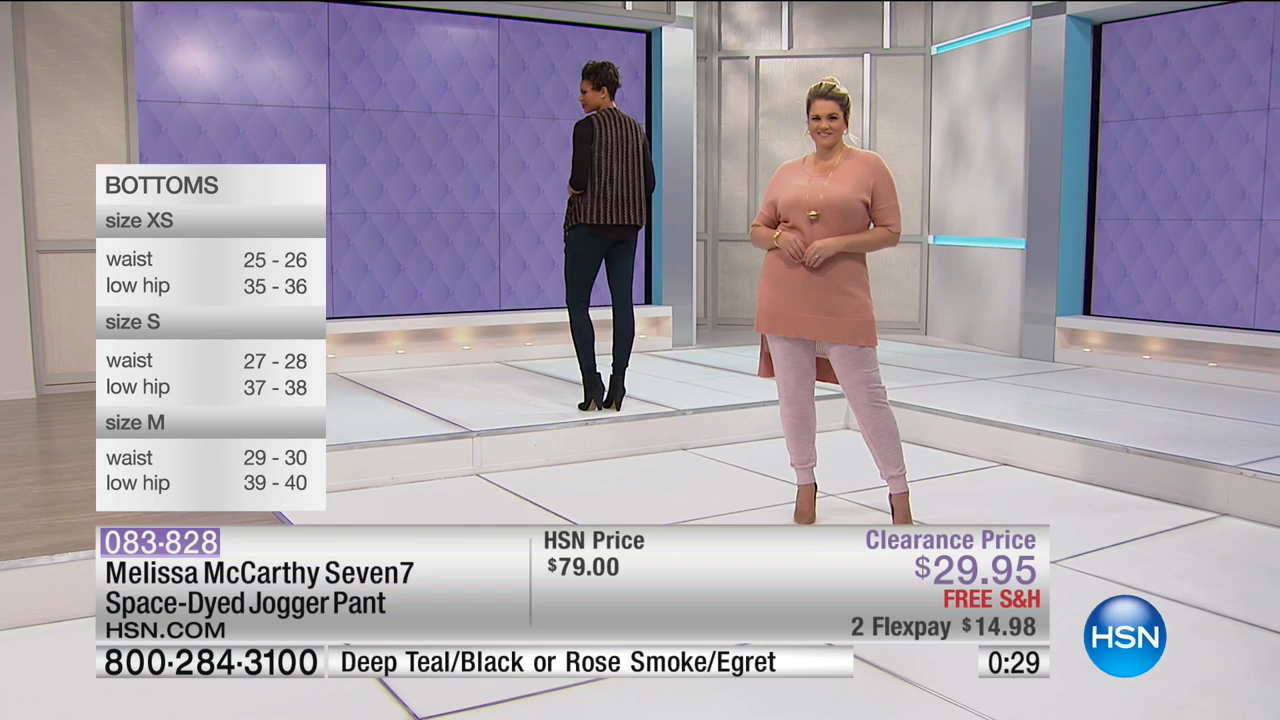 BOTTOMS
size XS
waist 25 - 26
low hip 35 - 36
size S
waist 27 - 28
low hip 37 - 38
size M
waist 29 - 30
low hip 39 - 40
083·828
Melissa McCarthy Seven7
Space-Dyed Jogger Pant
HSN.COM
HSN Price
$79.00
Clearance Price
$29.95
FREE S&H
2 Flexpay $14.98
800·284·3100
Deep Teal/Black or Rose Smoke/Egret
0:29
HSN